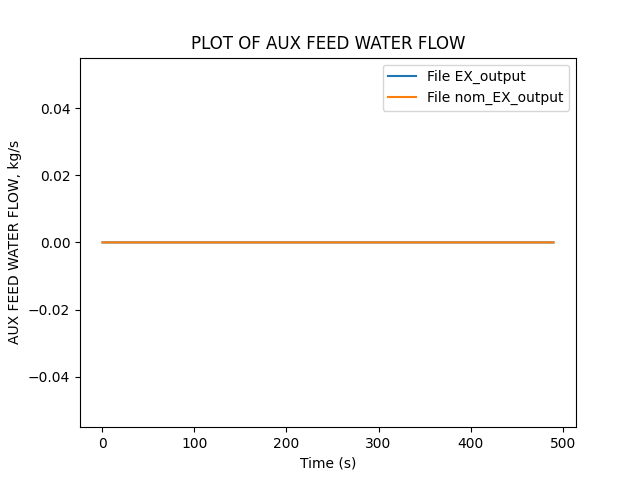 PLOT OF AUX FEED WATER FLOW
File EX_output
File nom_EX_output
AUX FEED WATER FLOW, kg/s
0.04
0.02
0.00
−0.02
−0.04
0 100 200 300 400 500
Time (s)